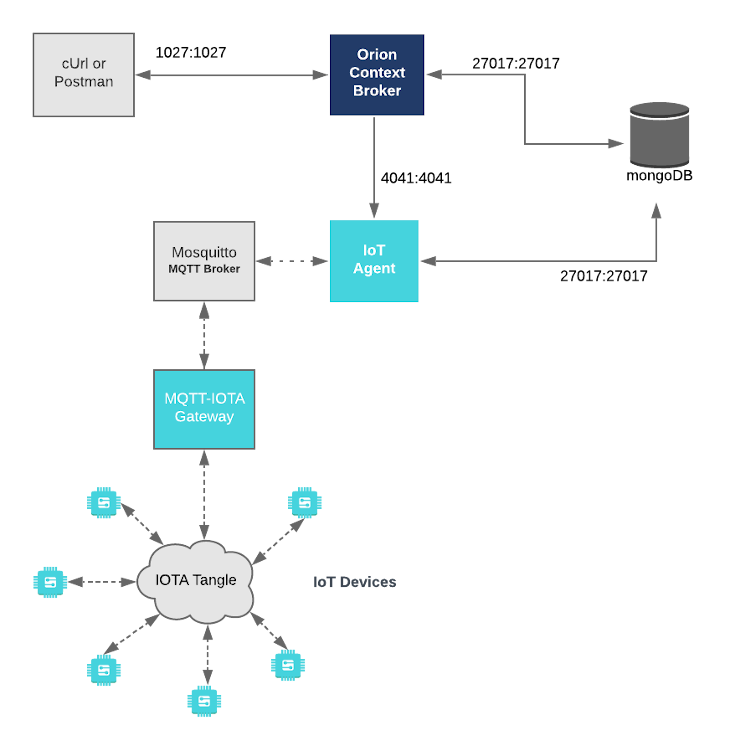 cUrl or
Postman
1027:1027
Orion
Context
Broker
27017:27017
mongoDB
4041:4041
Mosquitto
MQTT Broker
IoT
Agent
27017:27017
MQTT-IOTA
Gateway
IOTA Tangle
IoT Devices